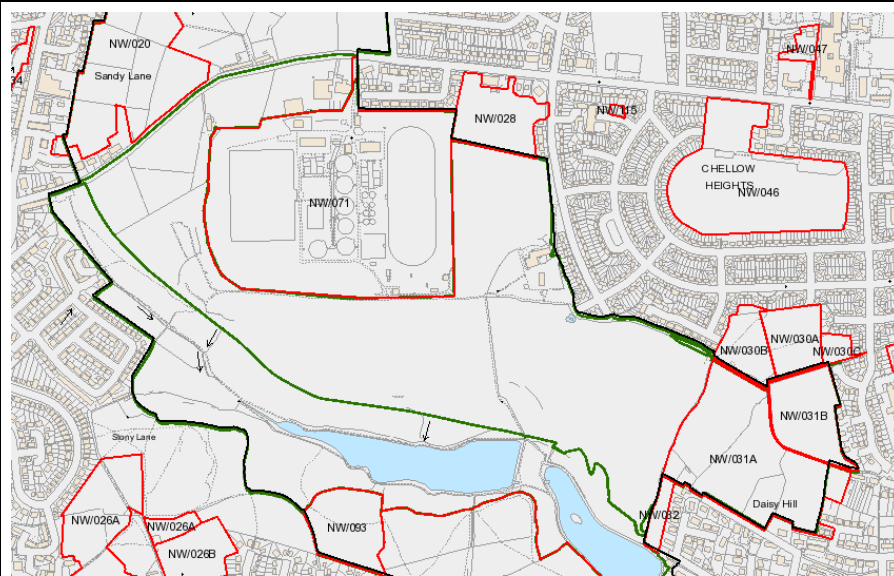 NW/020
NW/047
Sandy Lane
NW/028
NW/115
CHELLOW
HEIGHTS
NW/046
NW/071
NW/030A
NW/030B
NW/030C
NW/031B
Stony Lane
NW/031A
Daisy Hill
NW/026A
NW/026A
NW/093
NW/032
NW/026B